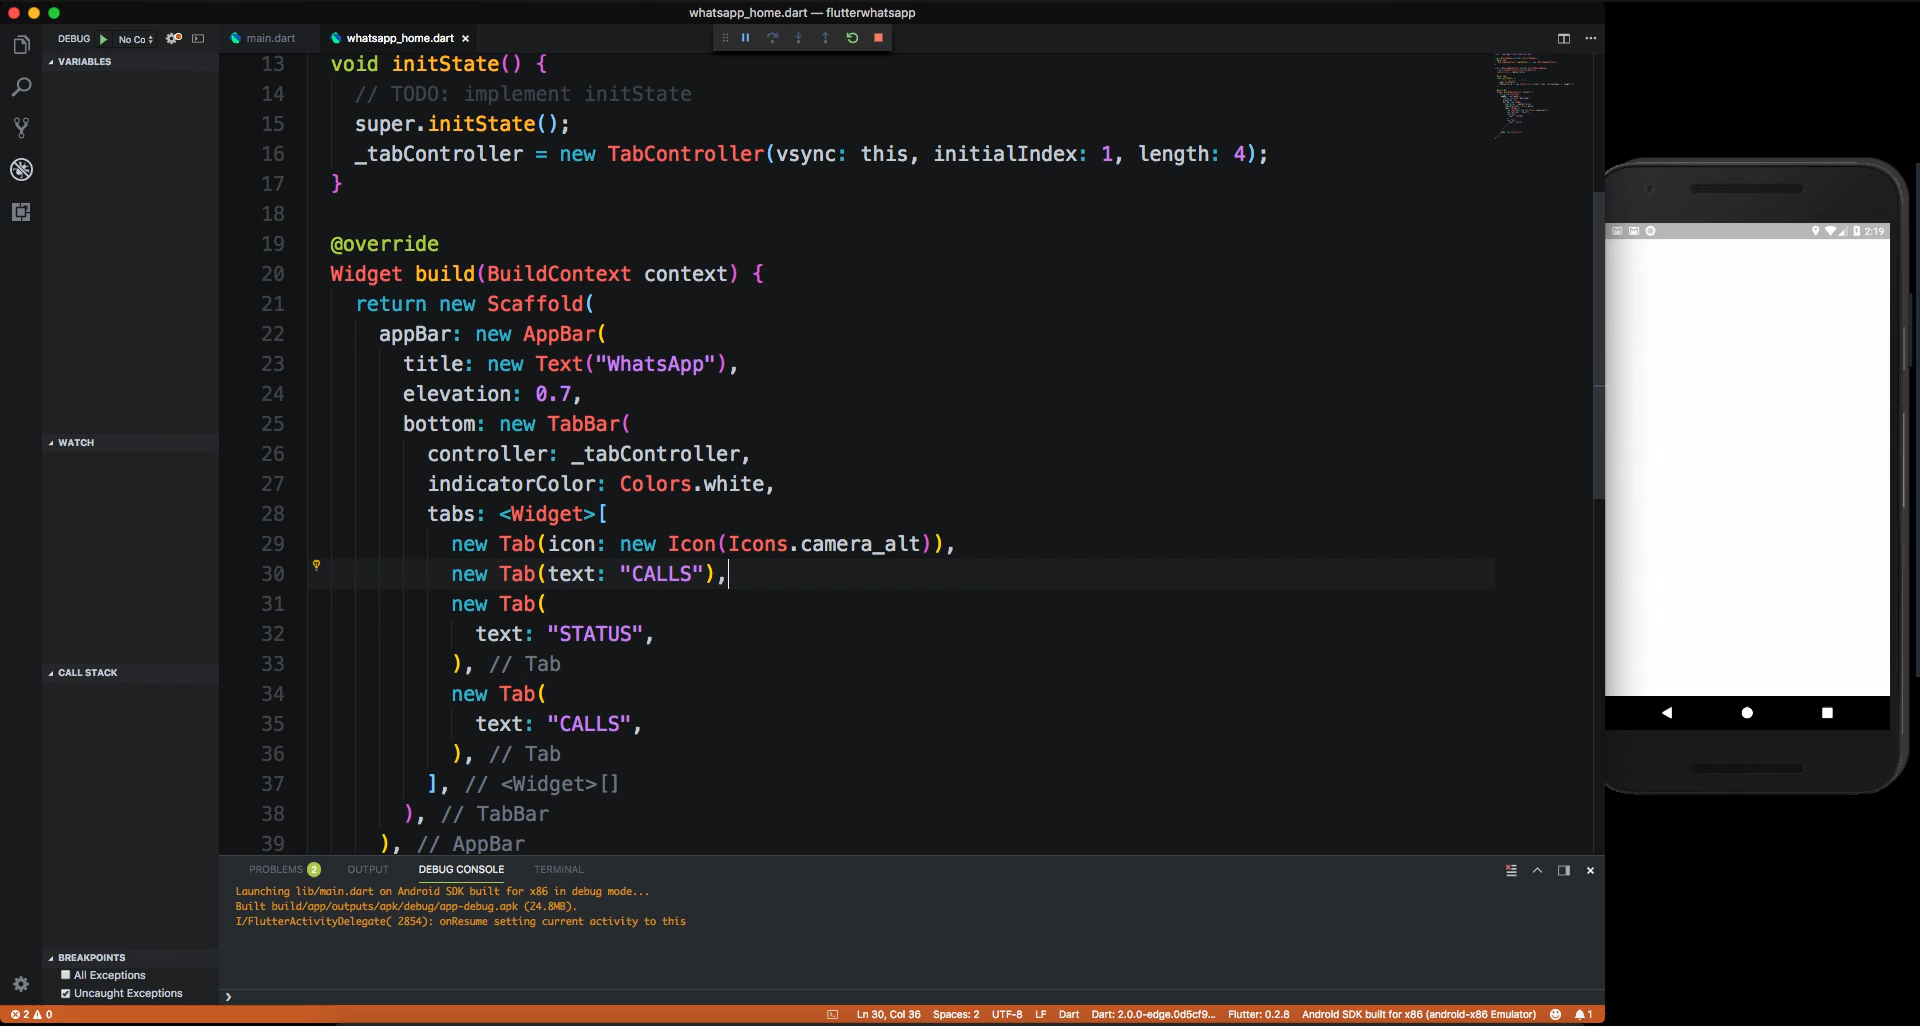 whatsapp_home.dart — flutterwhatsapp
DEBUG No Co
main.dart
whatsapp_home.dart
VARIABLES
WATCH
CALL STACK
BREAKPOINTS
All Exceptions
Uncaught Exceptions
13 void initState() {
14 // TODO: implement initState
15 super.initState();
16 _tabController = new TabController(vsync: this, initialIndex: 1, length: 4);
17 }
18
19 @override
20 Widget build(BuildContext context) {
21 return new Scaffold(
22 appBar: new AppBar(
23 title: new Text("WhatsApp"),
24 elevation: 0.7,
25 bottom: new TabBar(
26 controller: _tabController,
27 indicatorColor: Colors.white,
28 tabs: <Widget>[
29 new Tab(icon: new Icon(Icons.camera_alt)),
30 new Tab(text: "CALLS"),
31 new Tab(
32 text: "STATUS",
33 ), // Tab
34 new Tab(
35 text: "CALLS",
36 ), // Tab
37 ], // <Widget>[]
38 ), // TabBar
39 ), // AppBar
PROBLEMS 2 OUTPUT DEBUG CONSOLE TERMINAL
Launching lib/main.dart on Android SDK built for x86 in debug mode...
Built build/app/outputs/apk/debug/app-debug.apk (24.8MB).
I/FlutterActivityDelegate( 2854): onResume setting current activity to this
2 0
Ln 30, Col 36 Spaces: 2 UTF-8 LF Dart Dart: 2.0.0-edge.0d5cf9... Flutter: 0.2.8 Android SDK built for x86 (android-x86 Emulator) 1
2:19